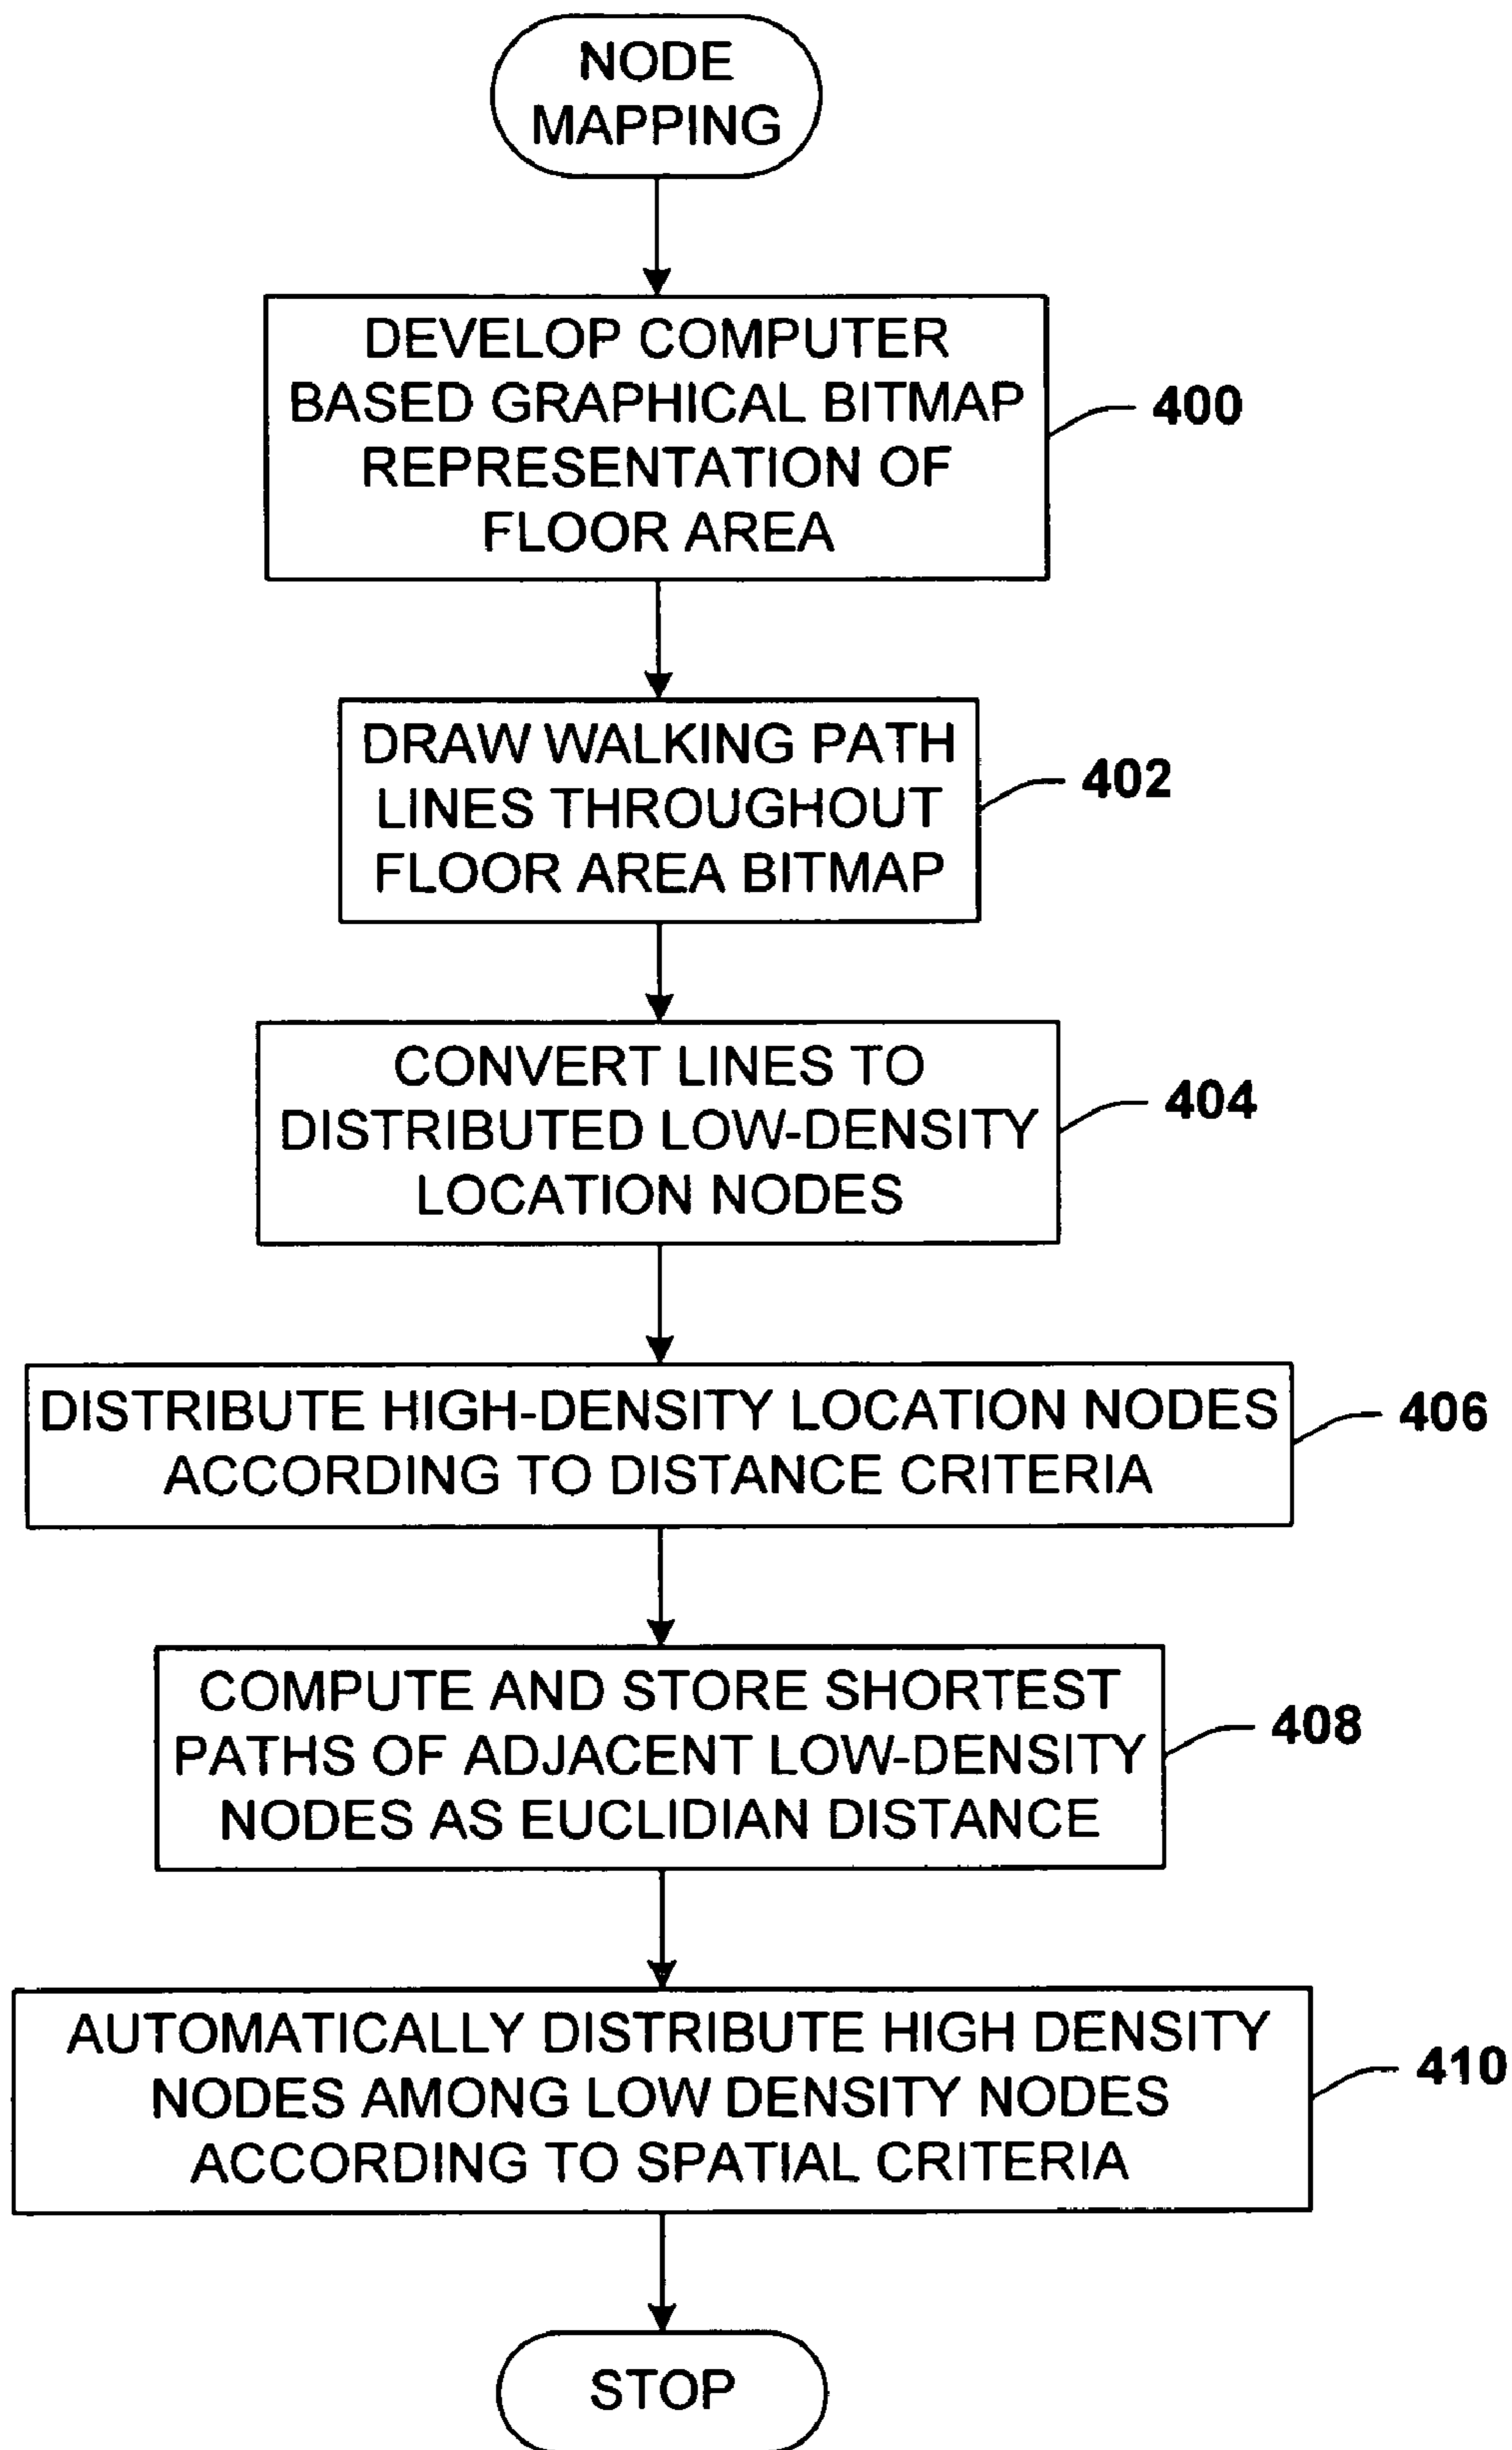 NODE
MAPPING
DEVELOP COMPUTER
BASED GRAPHICAL BITMAP
REPRESENTATION OF
FLOOR AREA
400
DRAW WALKING PATH
LINES THROUGHOUT
FLOOR AREA BITMAP
402
CONVERT LINES TO
DISTRIBUTED LOW-DENSITY
LOCATION NODES
404
DISTRIBUTE HIGH-DENSITY LOCATION NODES
ACCORDING TO DISTANCE CRITERIA
406
COMPUTE AND STORE SHORTEST
PATHS OF ADJACENT LOW-DENSITY
NODES AS EUCLIDIAN DISTANCE
408
AUTOMATICALLY DISTRIBUTE HIGH DENSITY
NODES AMONG LOW DENSITY NODES
ACCORDING TO SPATIAL CRITERIA
410
STOP